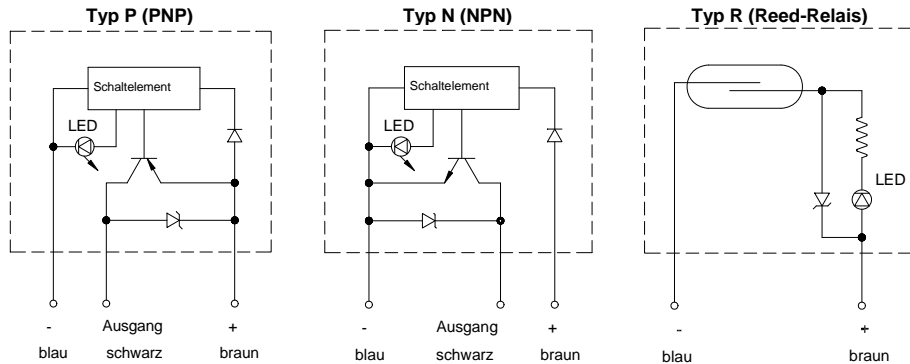 Typ P (PNP)
Typ N (NPN)
Typ R (Reed-Relais)
Schaltelement
LED
Schaltelement
LED
LED
- Ausgang +
blau schwarz braun
- Ausgang +
blau schwarz braun
- +
blau braun